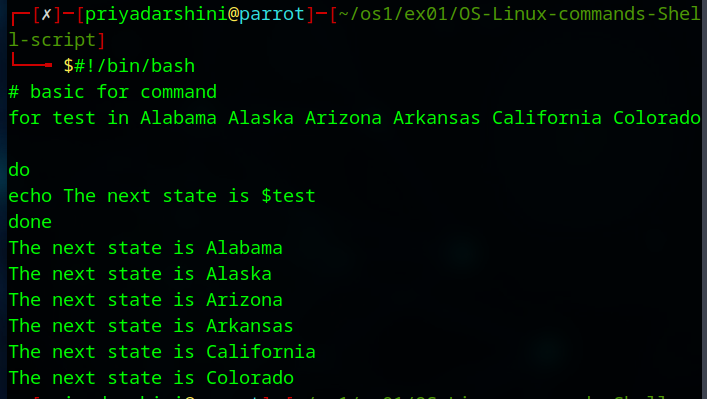 ┌─[✗]─[priyadarshini@parrot]─[~/os1/ex01/OS-Linux-commands-Shel
l-script]
└──╼ $#!/bin/bash
# basic for command
for test in Alabama Alaska Arizona Arkansas California Colorado
do
echo The next state is $test
done
The next state is Alabama
The next state is Alaska
The next state is Arizona
The next state is Arkansas
The next state is California
The next state is Colorado